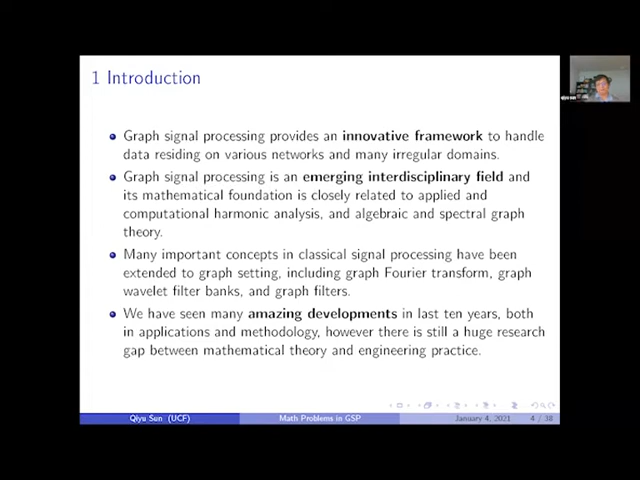 1 Introduction
Graph signal processing provides an innovative framework to handle
data residing on various networks and many irregular domains.
Graph signal processing is an emerging interdisciplinary field and
its mathematical foundation is closely related to applied and
computational harmonic analysis, and algebraic and spectral graph
theory.
Many important concepts in classical signal processing have been
extended to graph setting, including graph Fourier transform, graph
wavelet filter banks, and graph filters.
We have seen many amazing developments in last ten years, both
in applications and methodology, however there is still a huge research
gap between mathematical theory and engineering practice.
Qiyu Sun (UCF)
Math Problems in GSP
January 4, 2021
4 / 38
qiyu sun